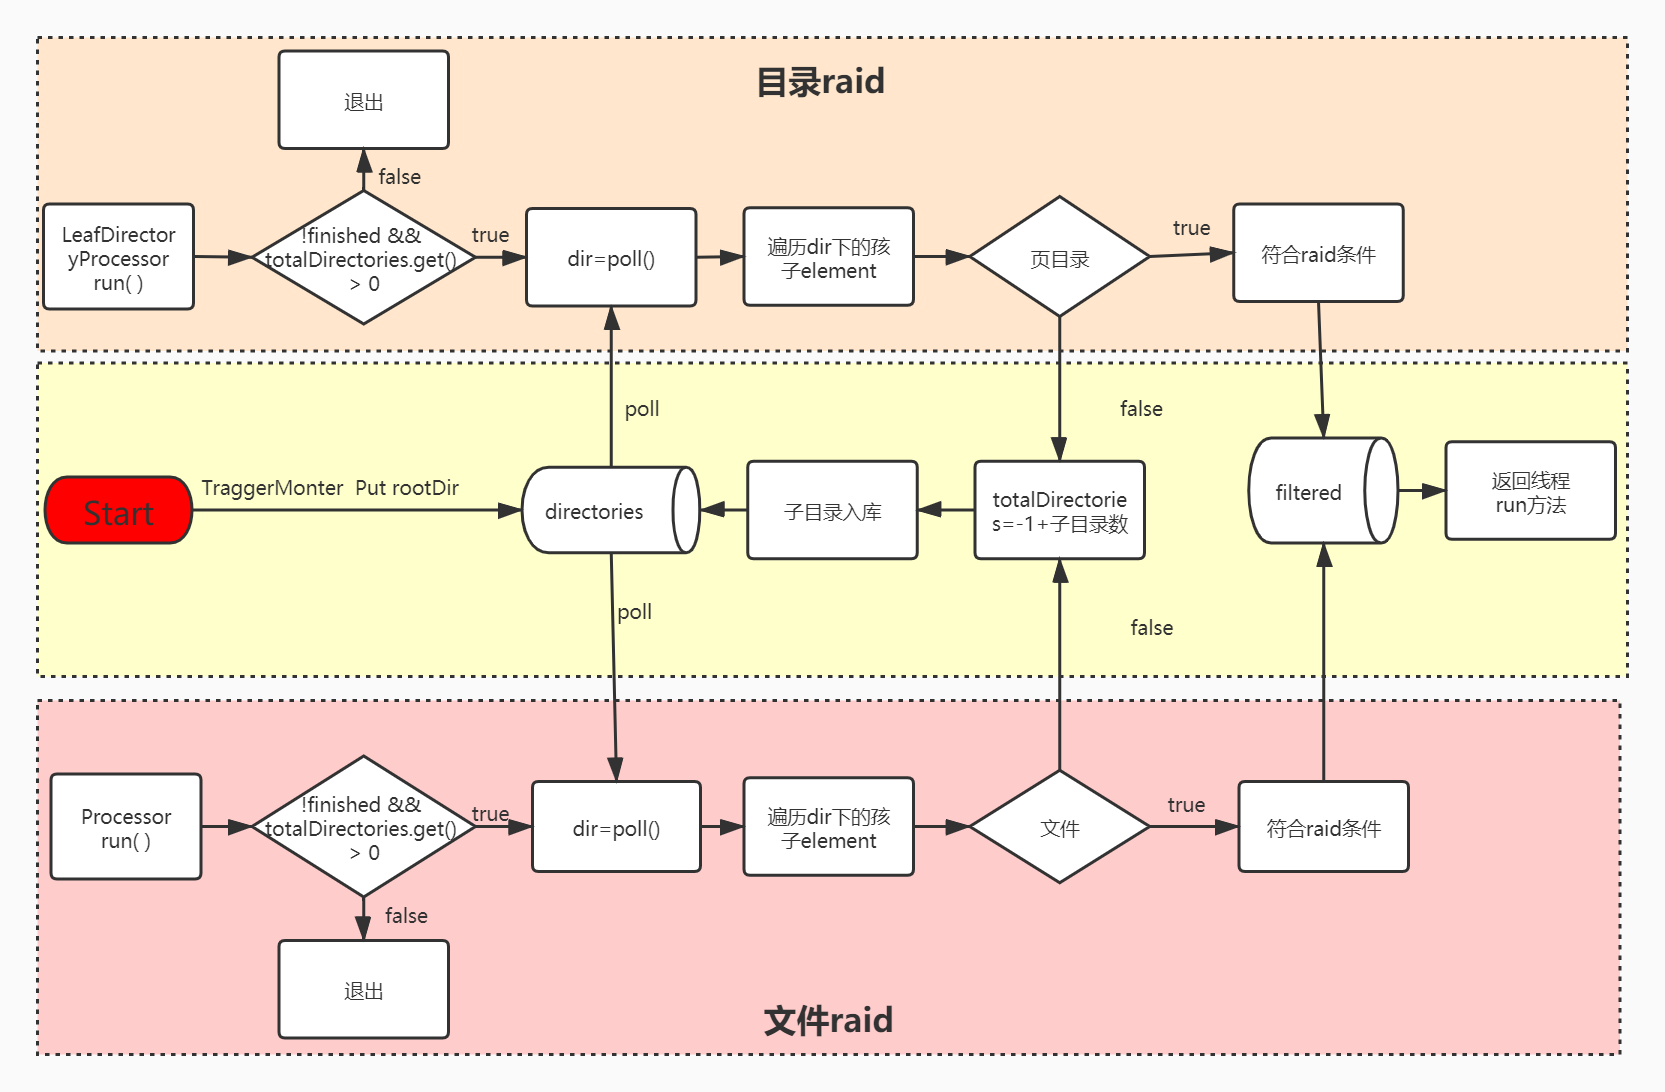 目录raid
退出
false
LeafDirector
yProcessor
run( )
!finished &&
totalDirectories.get()
> 0
true
dir=poll()
遍历dir下的孩
子element
页目录
true
符合raid条件
poll
false
Start
TraggerMonter  Put rootDir
directories
子目录入库
totalDirectorie
s=-1+子目录数
filtered
返回线程
run方法
poll
false
Processor
run( )
!finished &&
totalDirectories.get()
> 0
true
dir=poll()
遍历dir下的孩
子element
文件
true
符合raid条件
false
退出
文件raid